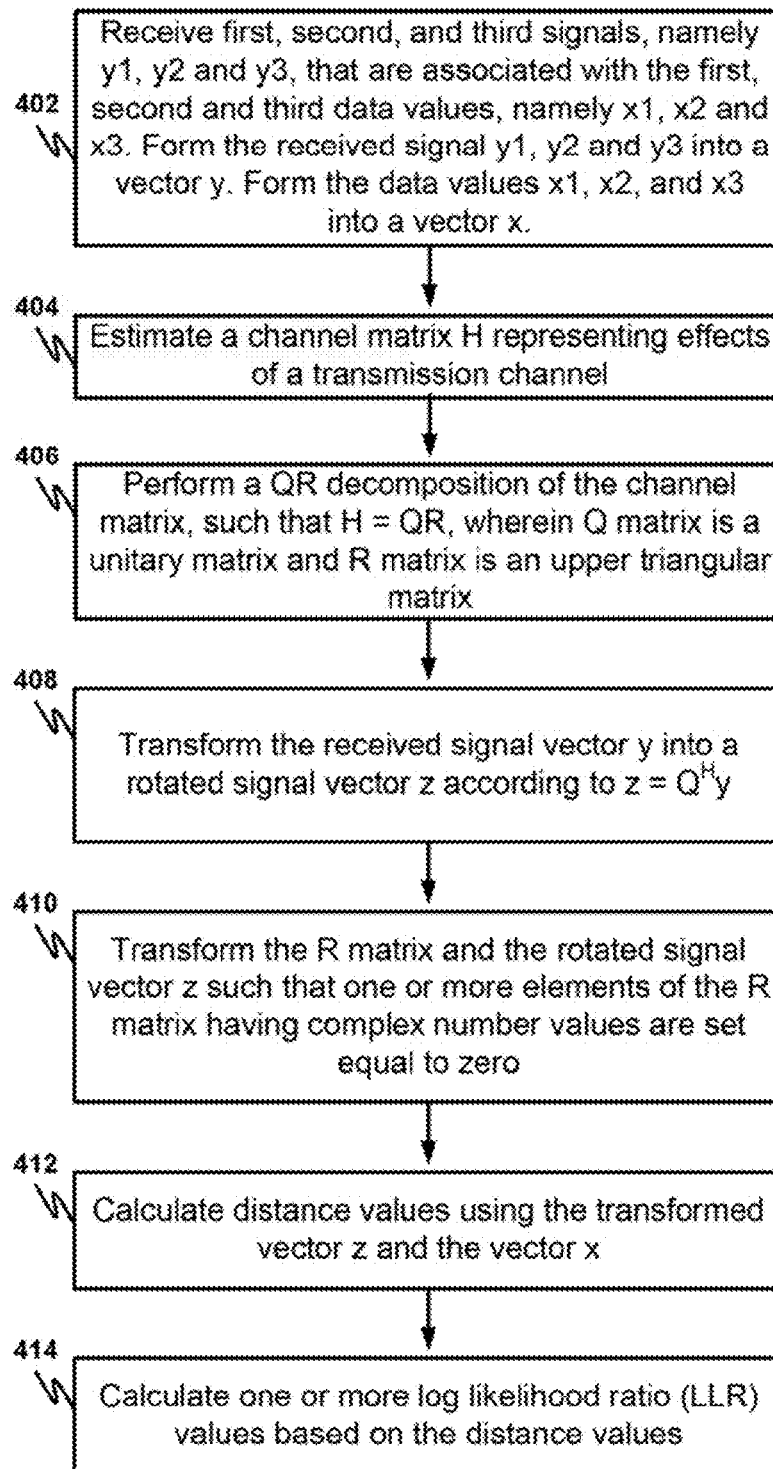 402
Receive first, second, and third signals, namely
y1, y2 and y3, that are associated with the first,
second and third data values, namely x1, x2 and
x3. Form the received signal y1, y2 and y3 into a
vector y. Form the data values x1, x2, and x3
into a vector x.
404
Estimate a channel matrix H representing effects
of a transmission channel
406
Perform a QR decomposition of the channel
matrix, such that H = QR, wherein Q matrix is a
unitary matrix and R matrix is an upper triangular
matrix
408
Transform the received signal vector y into a
rotated signal vector z according to z = Q^H y
410
Transform the R matrix and the rotated signal
vector z such that one or more elements of the R
matrix having complex number values are set
equal to zero
412
Calculate distance values using the transformed
vector z and the vector x
414
Calculate one or more log likelihood ratio (LLR)
values based on the distance values